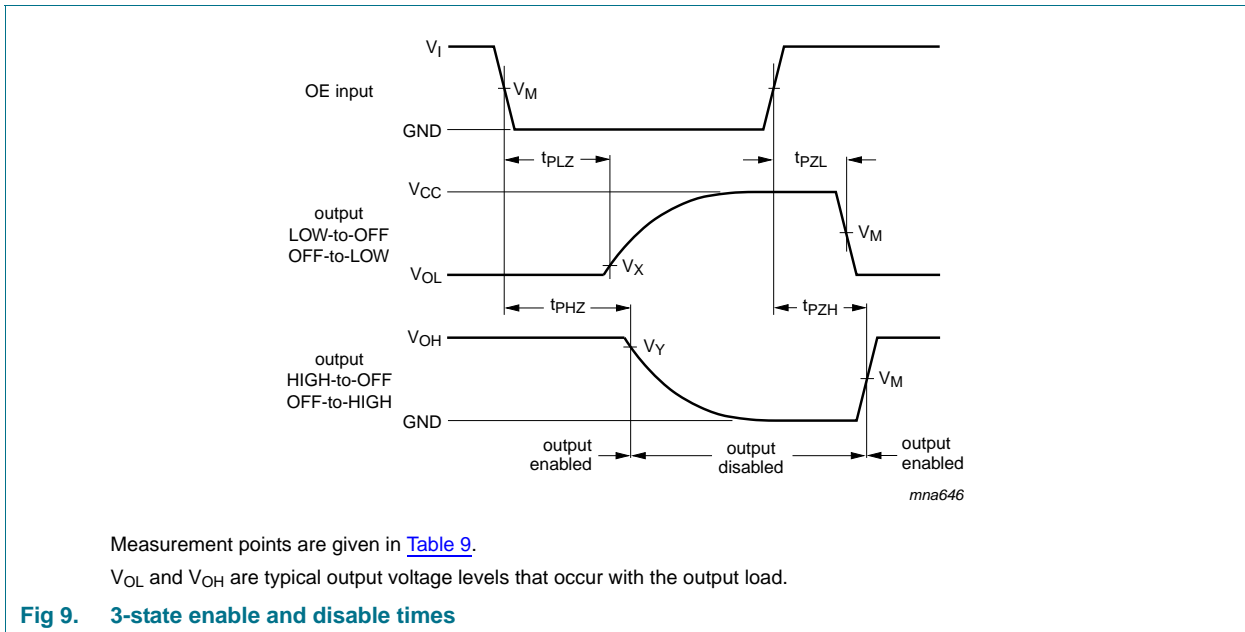 VI
OE input
VM
GND
tPLZ
tPZL
VCC
output
LOW-to-OFF
OFF-to-LOW
VM
VOL
VX
tPHZ
tPZH
VOH
VY
output
HIGH-to-OFF
OFF-to-HIGH
VM
GND
output
enabled
output
disabled
output
enabled
mna646
Measurement points are given in Table 9.
VOL and VOH are typical output voltage levels that occur with the output load.
Fig 9. 3-state enable and disable times